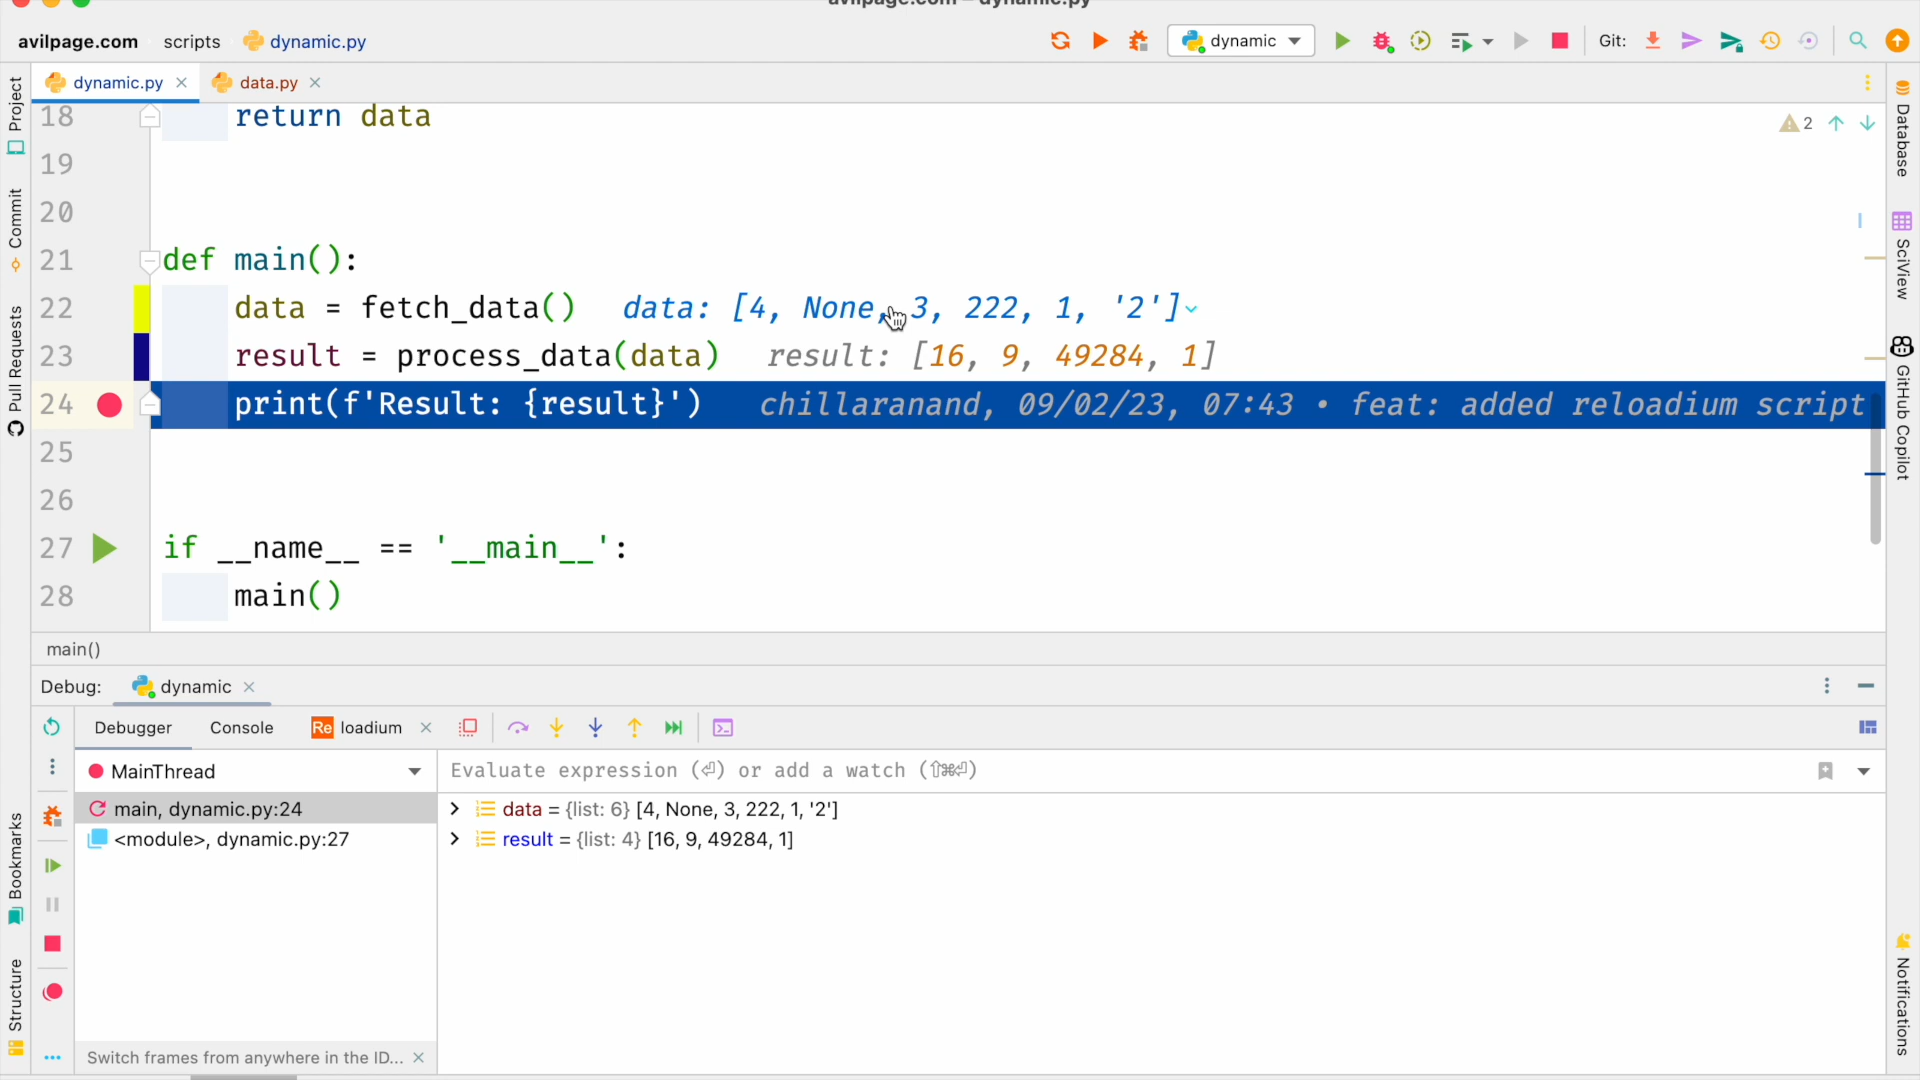 avilpage.com – dynamic.py
avilpage.com scripts dynamic.py
dynamic
Git:
dynamic.py
data.py
Project
Commit
Pull Requests
Bookmarks
Structure
Database
SciView
GitHub Copilot
Notifications
2
18 return data
19
20
21 def main():
22 data = fetch_data() data: [4, None, 3, 222, 1, '2']
23 result = process_data(data) result: [16, 9, 49284, 1]
24 print(f'Result: {result}') chillaranand, 09/02/23, 07:43 • feat: added reloadium script
25
26
27 if __name__ == '__main__':
28 main()
main()
Debug: dynamic
Debugger Console Re loadium
MainThread
Evaluate expression (⏎) or add a watch (⇧⌘⏎)
main, dynamic.py:24
<module>, dynamic.py:27
data = {list: 6} [4, None, 3, 222, 1, '2']
result = {list: 4} [16, 9, 49284, 1]
Switch frames from anywhere in the ID...